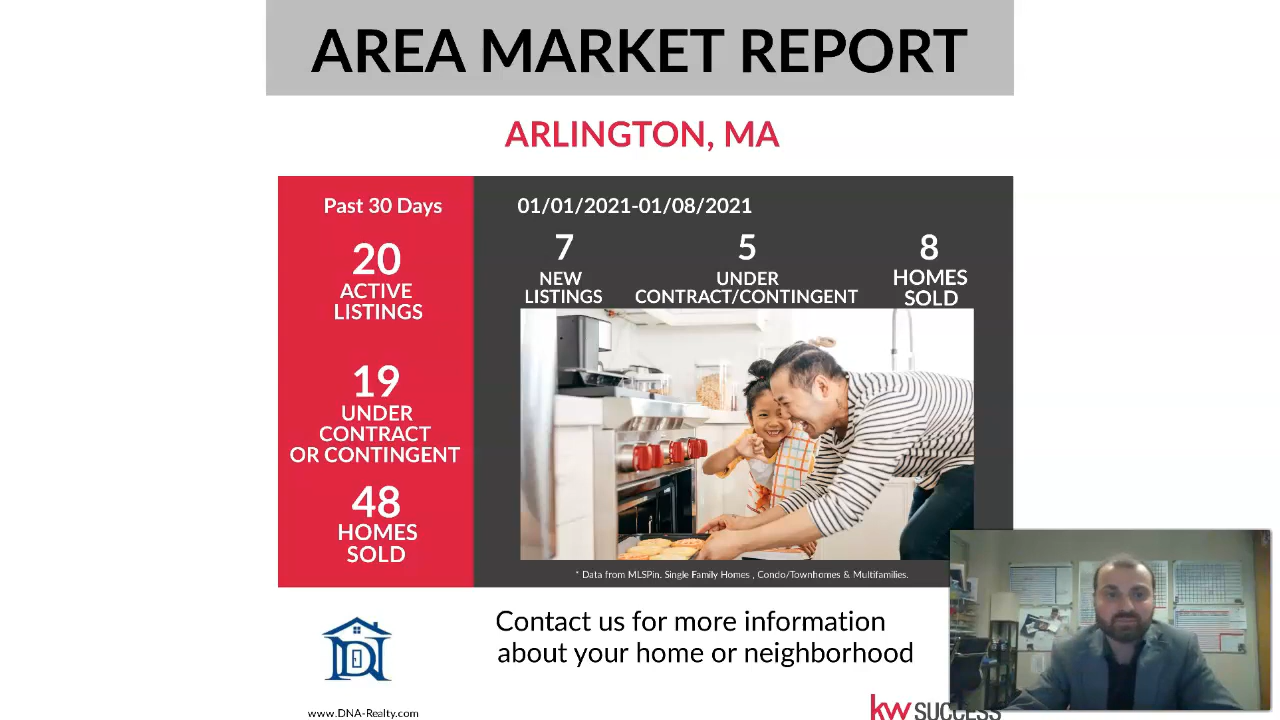 AREA MARKET REPORT
ARLINGTON, MA
Past 30 Days
20
ACTIVE
LISTINGS
19
UNDER
CONTRACT
OR CONTINGENT
48
HOMES
SOLD
01/01/2021-01/08/2021
7
NEW
LISTINGS
5
UNDER
CONTRACT/CONTINGENT
8
HOMES
SOLD
* Data from MLSPin. Single Family Homes , Condo/Townhomes & Multifamilies.
Contact us for more information
about your home or neighborhood
www.DNA-Realty.com
kw SUCCESS